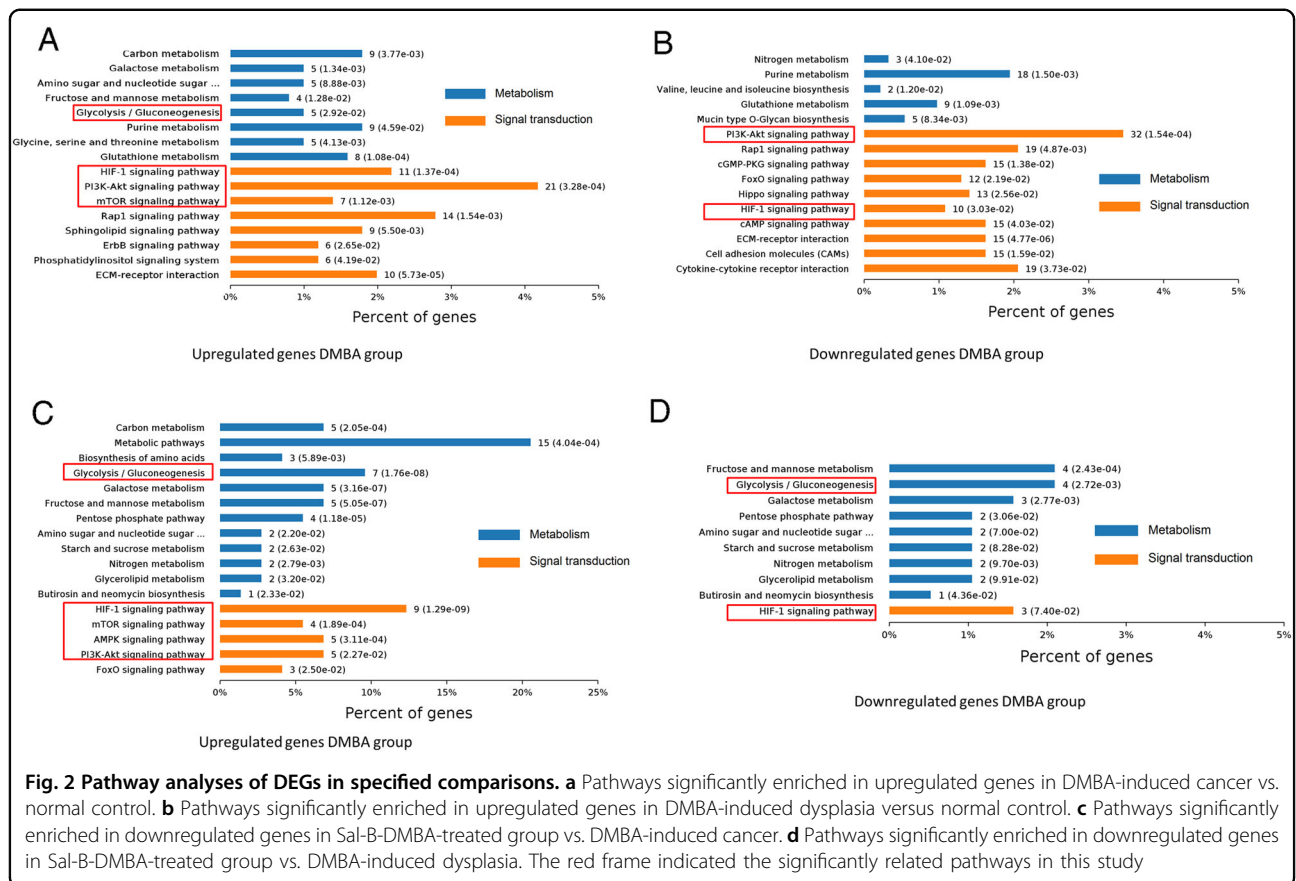 A
Carbon metabolism 9 (3.77e-03)
Galactose metabolism 5 (1.34e-03)
Amino sugar and nucleotide sugar ... 5 (8.88e-03)
Fructose and mannose metabolism 4 (1.28e-02)
Glycolysis / Gluconeogenesis 5 (2.92e-02)
Purine metabolism 9 (4.59e-02)
Glycine, serine and threonine metabolism 5 (4.13e-03)
Glutathione metabolism 8 (1.08e-04)
HIF-1 signaling pathway 11 (1.37e-04)
PI3K-Akt signaling pathway 21 (3.28e-04)
mTOR signaling pathway 7 (1.12e-03)
Rap1 signaling pathway 14 (1.54e-03)
Sphingolipid signaling pathway 9 (5.50e-03)
ErbB signaling pathway 6 (2.65e-02)
Phosphatidylinositol signaling system 6 (4.19e-02)
ECM-receptor interaction 10 (5.73e-05)
Metabolism
Signal transduction
0% 1% 2% 3% 4% 5%
Percent of genes
Upregulated genes DMBA group
B
Nitrogen metabolism 3 (4.10e-02)
Purine metabolism 18 (1.50e-03)
Valine, leucine and isoleucine biosynthesis 2 (1.20e-02)
Glutathione metabolism 9 (1.09e-03)
Mucin type O-Glycan biosynthesis 5 (8.34e-03)
PI3K-Akt signaling pathway 32 (1.54e-04)
Rap1 signaling pathway 19 (4.87e-03)
cGMP-PKG signaling pathway 15 (1.38e-02)
FoxO signaling pathway 12 (2.19e-02)
Hippo signaling pathway 13 (2.56e-02)
HIF-1 signaling pathway 10 (3.03e-02)
cAMP signaling pathway 15 (4.03e-02)
ECM-receptor interaction 15 (4.77e-06)
Cell adhesion molecules (CAMs) 15 (1.59e-02)
Cytokine-cytokine receptor interaction 19 (3.73e-02)
Metabolism
Signal transduction
0% 1% 2% 3% 4% 5%
Percent of genes
Downregulated genes DMBA group
C
Carbon metabolism 5 (2.05e-04)
Metabolic pathways 15 (4.04e-04)
Biosynthesis of amino acids 3 (5.89e-03)
Glycolysis / Gluconeogenesis 7 (1.76e-08)
Galactose metabolism 5 (3.16e-07)
Fructose and mannose metabolism 5 (5.05e-07)
Pentose phosphate pathway 4 (1.18e-05)
Amino sugar and nucleotide sugar ... 2 (2.20e-02)
Starch and sucrose metabolism 2 (2.63e-02)
Nitrogen metabolism 2 (2.79e-03)
Glycerolipid metabolism 2 (3.20e-02)
Butirosin and neomycin biosynthesis 1 (2.33e-02)
HIF-1 signaling pathway 9 (1.29e-09)
mTOR signaling pathway 4 (1.89e-04)
AMPK signaling pathway 5 (3.11e-04)
PI3K-Akt signaling pathway 5 (2.27e-02)
FoxO signaling pathway 3 (2.50e-02)
Metabolism
Signal transduction
0% 5% 10% 15% 20% 25%
Percent of genes
Upregulated genes DMBA group
D
Fructose and mannose metabolism 4 (2.43e-04)
Glycolysis / Gluconeogenesis 4 (2.72e-03)
Galactose metabolism 3 (2.77e-03)
Pentose phosphate pathway 2 (3.06e-02)
Amino sugar and nucleotide sugar ... 2 (7.00e-02)
Starch and sucrose metabolism 2 (8.28e-02)
Nitrogen metabolism 2 (9.70e-03)
Glycerolipid metabolism 2 (9.91e-02)
Butirosin and neomycin biosynthesis 1 (4.36e-02)
HIF-1 signaling pathway 3 (7.40e-02)
Metabolism
Signal transduction
0% 1% 2% 3% 4% 5%
Percent of genes
Downregulated genes DMBA group
Fig. 2 Pathway analyses of DEGs in specified comparisons. a Pathways significantly enriched in upregulated genes in DMBA-induced cancer vs.
normal control. b Pathways significantly enriched in upregulated genes in DMBA-induced dysplasia versus normal control. c Pathways significantly
enriched in downregulated genes in Sal-B-DMBA-treated group vs. DMBA-induced cancer. d Pathways significantly enriched in downregulated genes
in Sal-B-DMBA-treated group vs. DMBA-induced dysplasia. The red frame indicated the significantly related pathways in this study